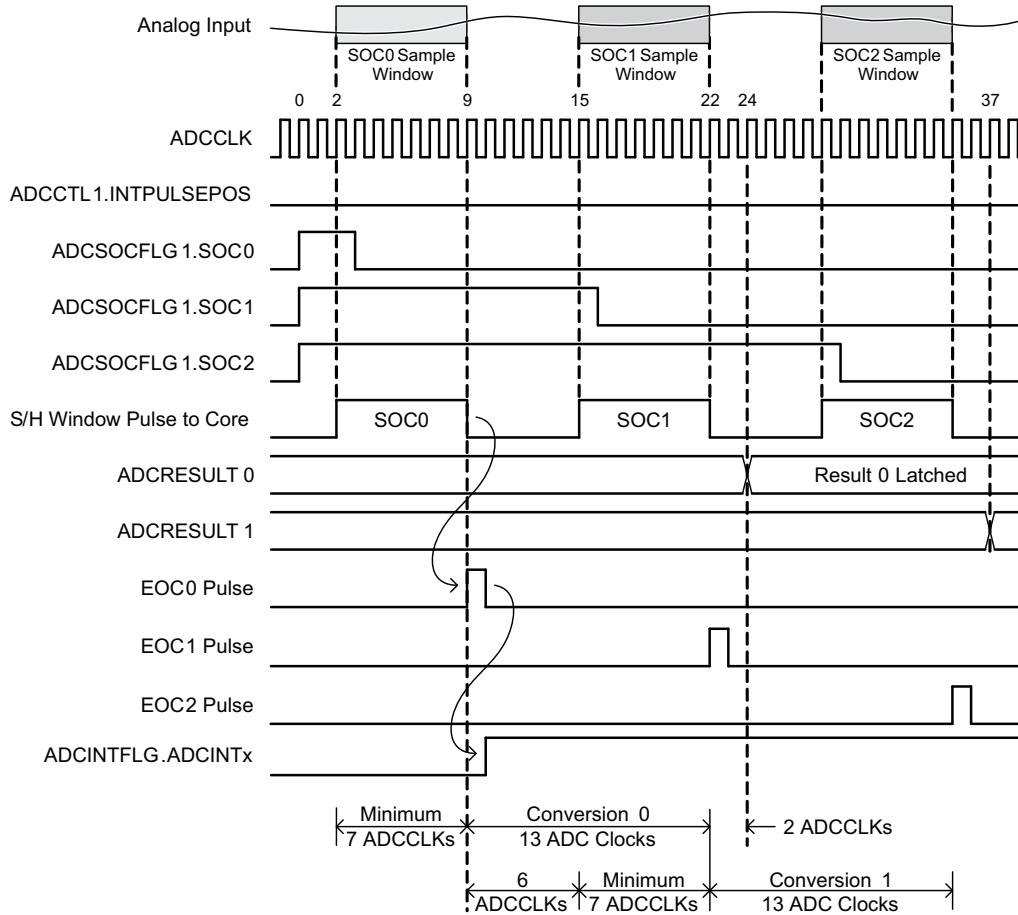 Analog Input
SOC0 Sample
Window
SOC1 Sample
Window
SOC2 Sample
Window
0 2 9 15 22 24 37
ADCCLK
ADCCTL1.INTPULSEPOS
ADCSOCFLG 1.SOC0
ADCSOCFLG 1.SOC1
ADCSOCFLG 1.SOC2
S/H Window Pulse to Core
SOC0
SOC1
SOC2
ADCRESULT 0
Result 0 Latched
ADCRESULT 1
EOC0 Pulse
EOC1 Pulse
EOC2 Pulse
ADCINTFLG.ADCINTx
Minimum
7 ADCCLKs
Conversion 0
13 ADC Clocks
2 ADCCLKs
6
ADCCLKs
Minimum
7 ADCCLKs
Conversion 1
13 ADC Clocks